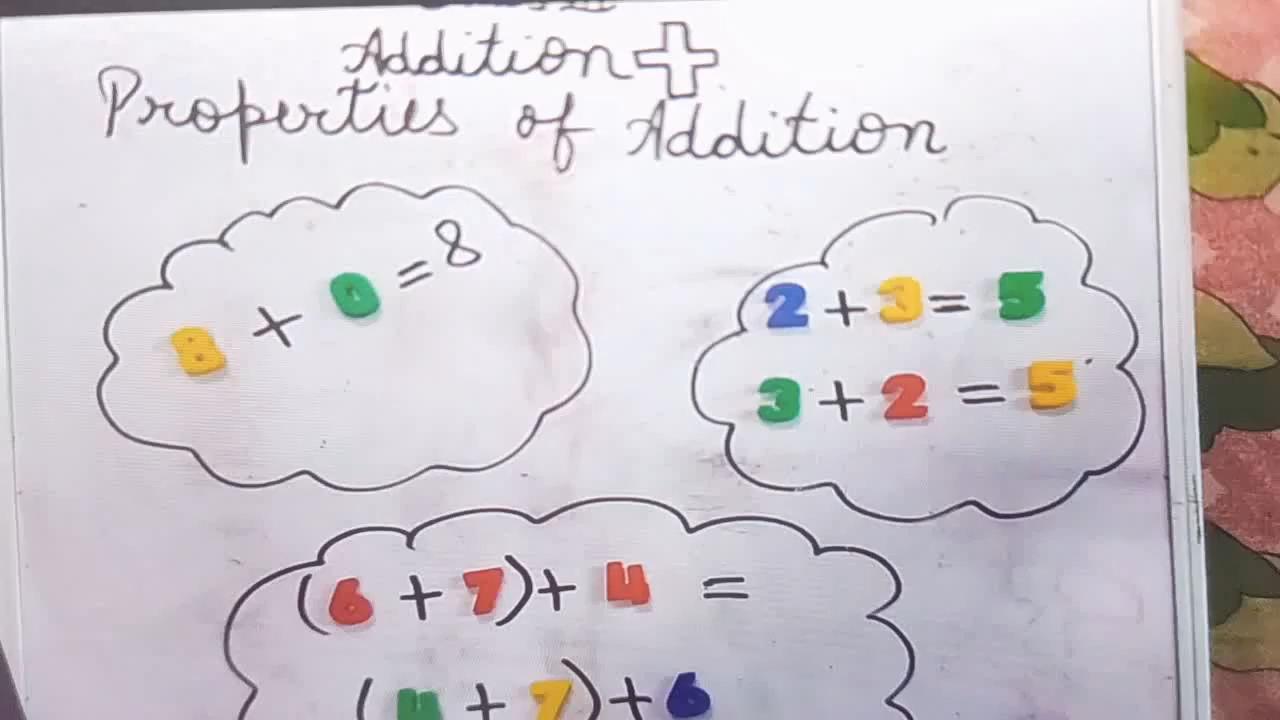 Addition +
Properties of Addition
8 + 0 = 8
2 + 3 = 5
3 + 2 = 5
(6 + 7) + 4 =
(4 + 7) + 6